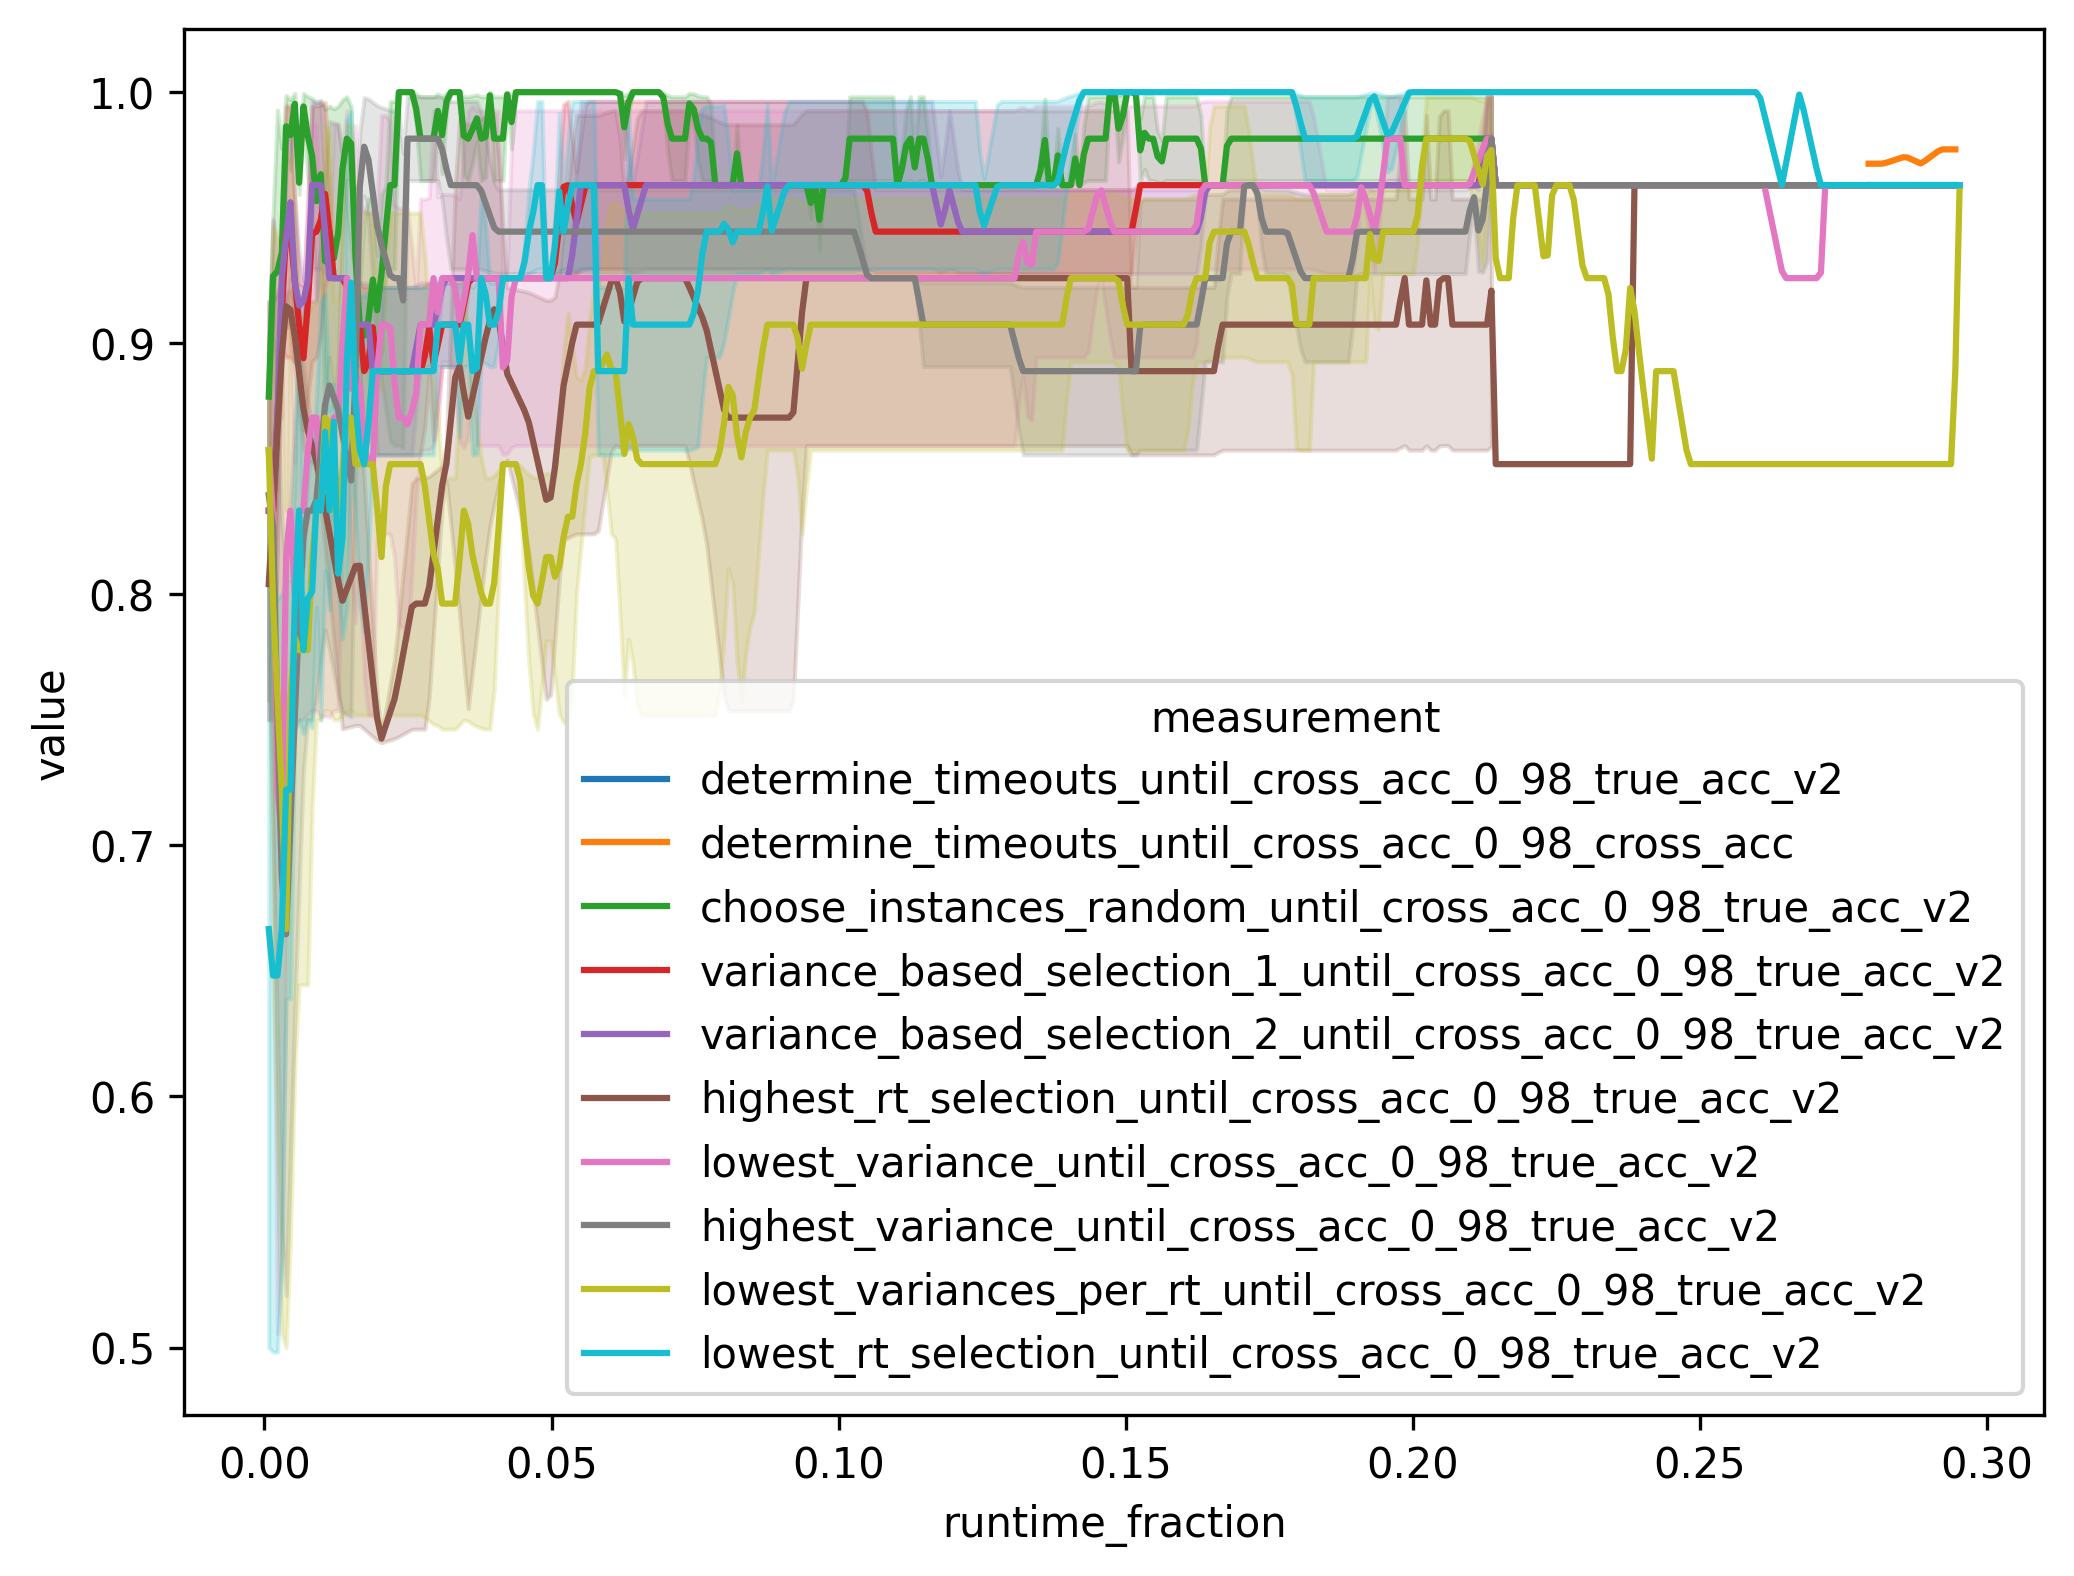 1.0
0.9
0.8
0.7
0.6
0.5
value
measurement
determine_timeouts_until_cross_acc_0_98_true_acc_v2
determine_timeouts_until_cross_acc_0_98_cross_acc
choose_instances_random_until_cross_acc_0_98_true_acc_v2
variance_based_selection_1_until_cross_acc_0_98_true_acc_v2
variance_based_selection_2_until_cross_acc_0_98_true_acc_v2
highest_rt_selection_until_cross_acc_0_98_true_acc_v2
lowest_variance_until_cross_acc_0_98_true_acc_v2
highest_variance_until_cross_acc_0_98_true_acc_v2
lowest_variances_per_rt_until_cross_acc_0_98_true_acc_v2
lowest_rt_selection_until_cross_acc_0_98_true_acc_v2
0.00 0.05 0.10 0.15 0.20 0.25 0.30
runtime_fraction